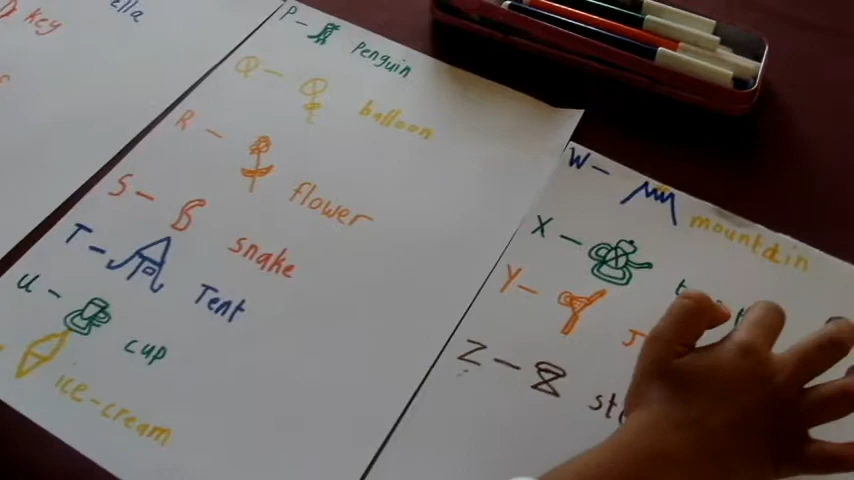 key
ella
P- Penguin
Q- balloon
R- flower
S- snake
T- Tent
U- cup
ice-cream
W- mountain
X-
Y-
Z-